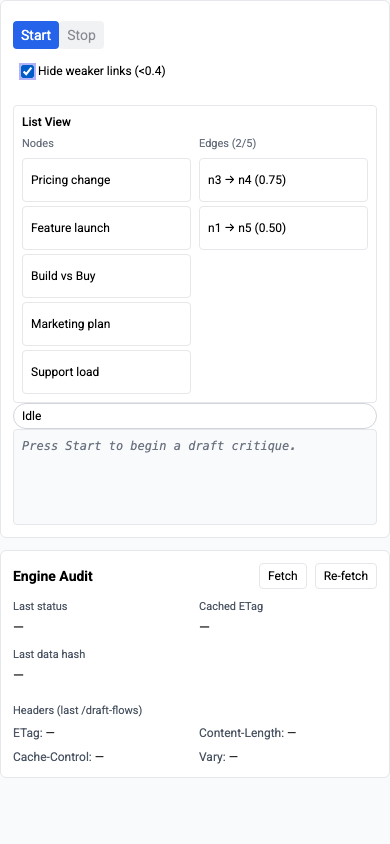 Start Stop
Hide weaker links (<0.4)
List View
Nodes Edges (2/5)
Pricing change n3 → n4 (0.75)
Feature launch n1 → n5 (0.50)
Build vs Buy
Marketing plan
Support load
Idle
Press Start to begin a draft critique.
Engine Audit Fetch Re-fetch
Last status Cached ETag
— —
Last data hash
—
Headers (last /draft-flows)
ETag: — Content-Length: —
Cache-Control: — Vary: —